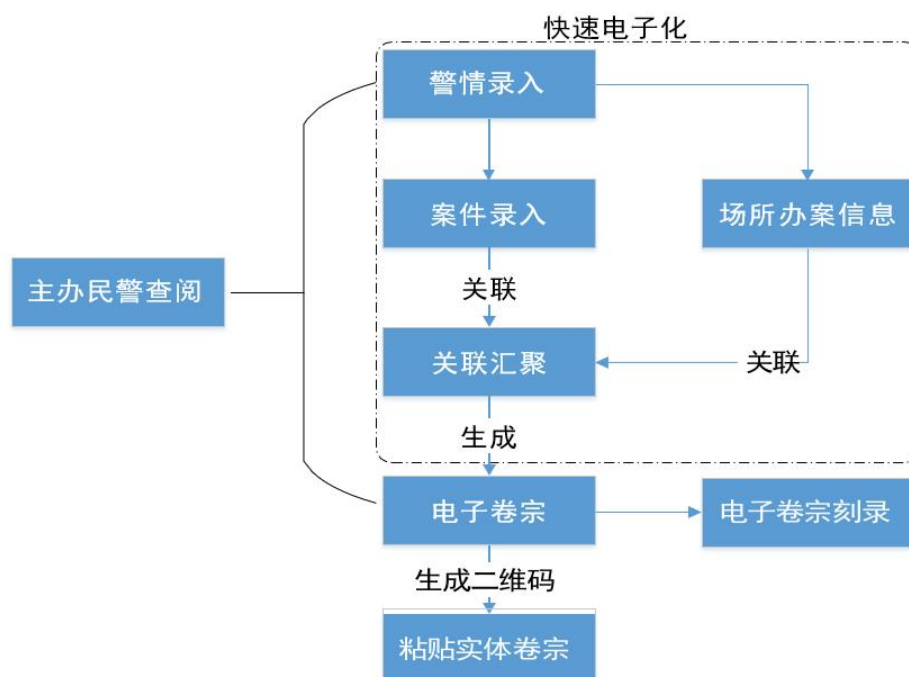 快速电子化
警情录入
案件录入
场所办案信息
主办民警查阅
关联
关联汇聚
关联
生成
电子卷宗
电子卷宗刻录
生成二维码
粘贴实体卷宗